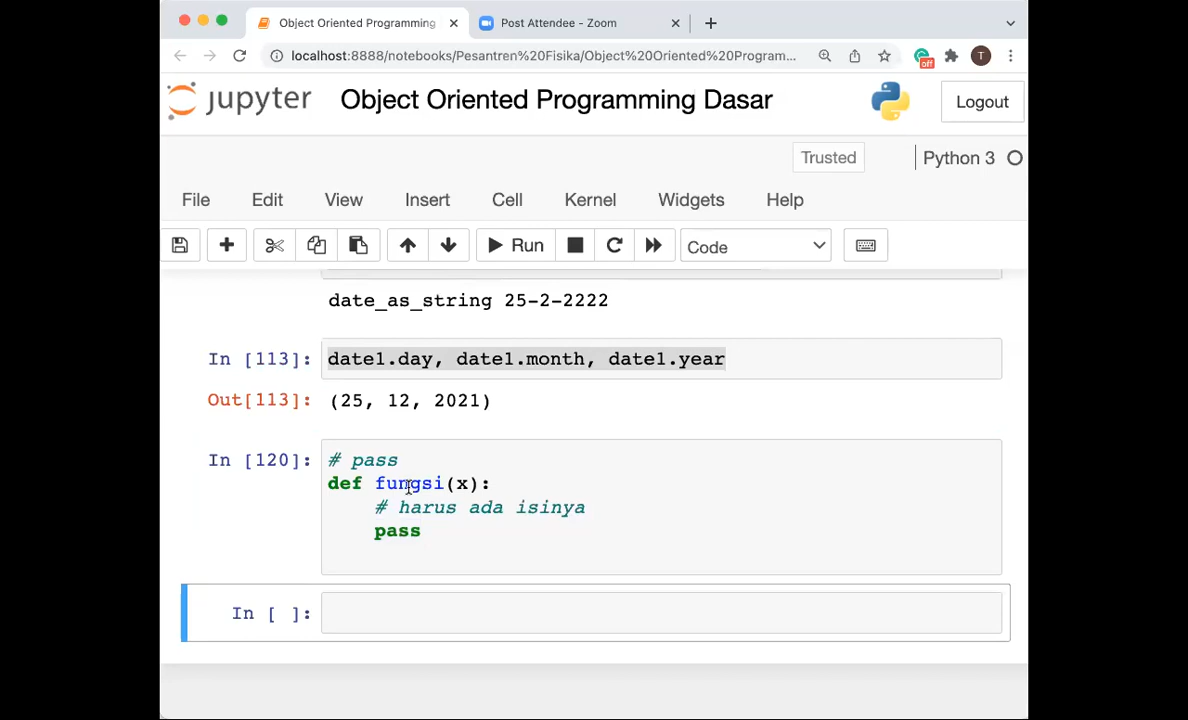 Object Oriented Programming
Post Attendee - Zoom
localhost:8888/notebooks/Pesantren%20Fisika/Object%20Oriented%20Program...
off
T
jupyter
Object Oriented Programming Dasar
Logout
Trusted
Python 3
File Edit View Insert Cell Kernel Widgets Help
Run
Code
date_as_string 25-2-2222
In [113]: date1.day, date1.month, date1.year
Out[113]: (25, 12, 2021)
In [120]: # pass
def fungsi(x):
# harus ada isinya
pass
In [ ]: